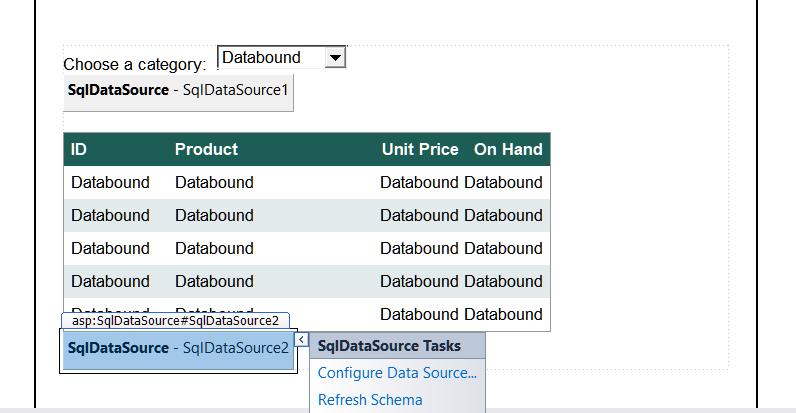 Choose a category: Databound
SqlDataSource - SqlDataSource1
ID Product Unit Price On Hand
Databound Databound Databound Databound
Databound Databound Databound Databound
Databound Databound Databound Databound
Databound Databound Databound Databound
Databound Databound Databound Databound
asp:SqlDataSource#SqlDataSource2
SqlDataSource - SqlDataSource2
<
SqlDataSource Tasks
Configure Data Source...
Refresh Schema